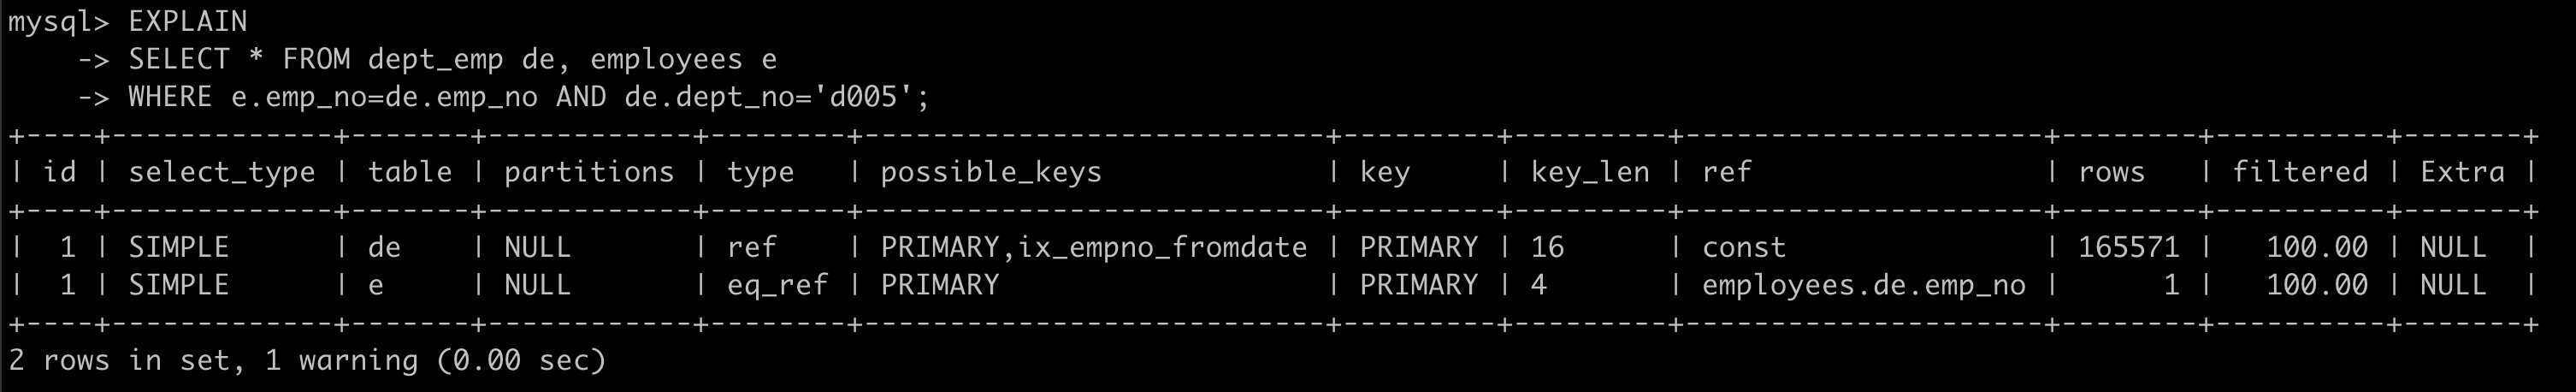 mysql> EXPLAIN
    -> SELECT * FROM dept_emp de, employees e
    -> WHERE e.emp_no=de.emp_no AND de.dept_no='d005';
+----+-------------+-------+------------+--------+---------------------------+---------+---------+---------------------+--------+----------+-------+
| id | select_type | table | partitions | type   | possible_keys             | key     | key_len | ref                 | rows   | filtered | Extra |
+----+-------------+-------+------------+--------+---------------------------+---------+---------+---------------------+--------+----------+-------+
|  1 | SIMPLE      | de    | NULL       | ref    | PRIMARY,ix_empno_fromdate | PRIMARY | 16      | const               | 165571 |   100.00 | NULL  |
|  1 | SIMPLE      | e     | NULL       | eq_ref | PRIMARY                   | PRIMARY | 4       | employees.de.emp_no |      1 |   100.00 | NULL  |
+----+-------------+-------+------------+--------+---------------------------+---------+---------+---------------------+--------+----------+-------+
2 rows in set, 1 warning (0.00 sec)